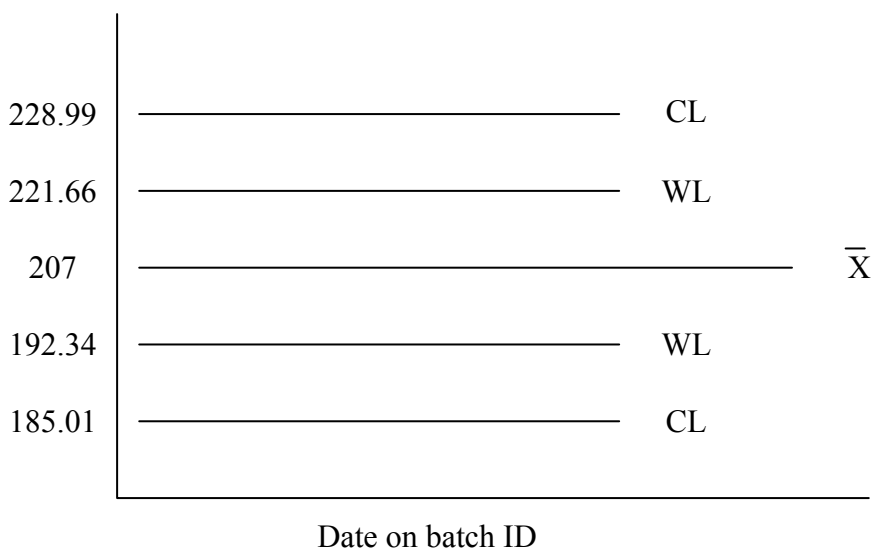 228.99 CL
221.66 WL
207 X̅
192.34 WL
185.01 CL
Date on batch ID